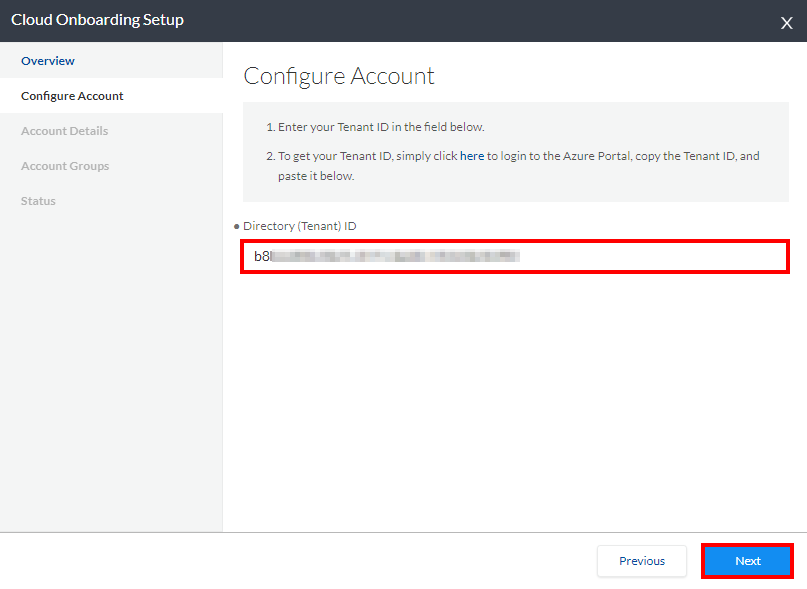 Cloud Onboarding Setup
X
Overview
Configure Account
Account Details
Account Groups
Status
Configure Account
1. Enter your Tenant ID in the field below.
2. To get your Tenant ID, simply click here to login to the Azure Portal, copy the Tenant ID, and
paste it below.
• Directory (Tenant) ID
b8
Previous
Next